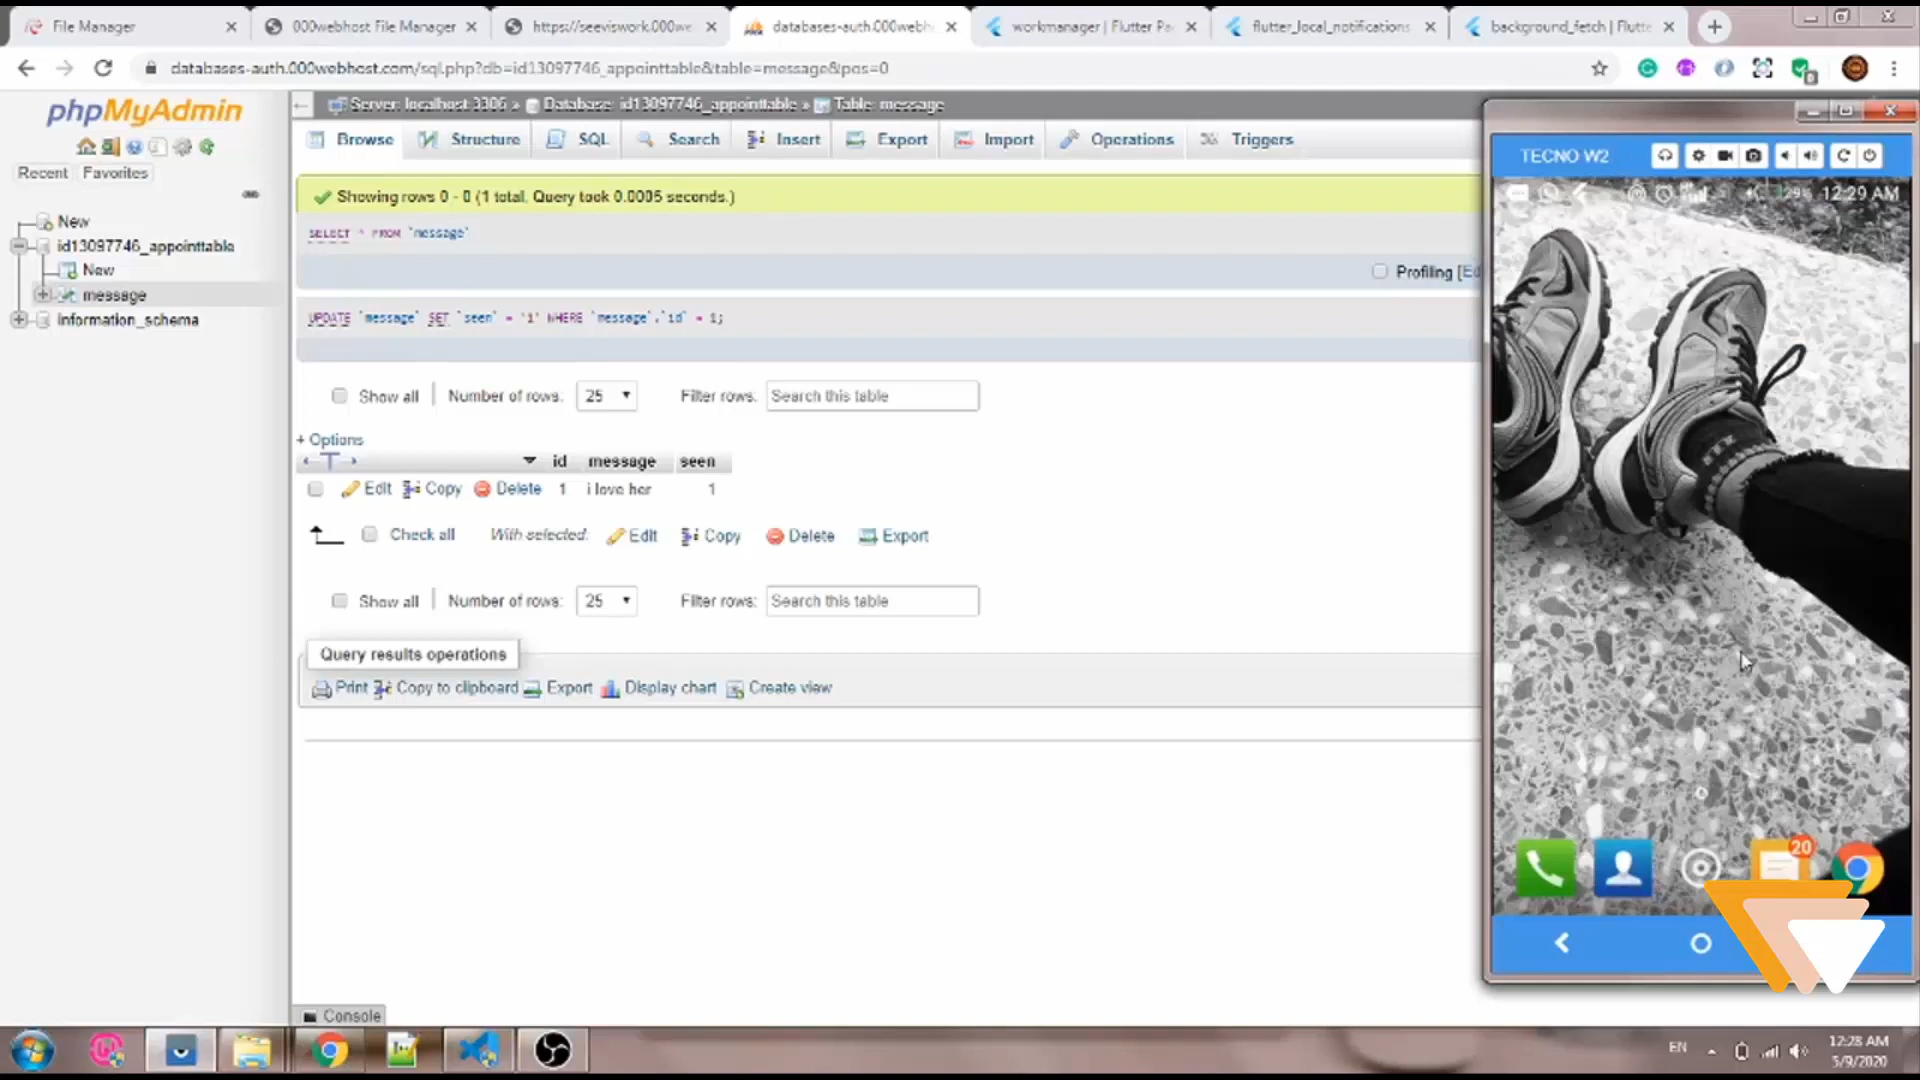 File Manager
000webhost File Manager
https://seeviswork.000we
databases-auth.000webh
workmanager | Flutter Pa
flutter_local_notifications
background_fetch | Flutte
databases-auth.000webhost.com/sql.php?db=id13097746_appointtable&table=message&pos=0
phpMyAdmin
Recent Favorites
New
id13097746_appointtable
New
message
information_schema
Server: localhost:3306 » Database: id13097746_appointtable » Table: message
Browse Structure SQL Search Insert Export Import Operations Triggers
Showing rows 0 - 0 (1 total, Query took 0.0005 seconds.)
SELECT * FROM `message`
Profiling [Ed
UPDATE `message` SET `seen` = '1' WHERE `message`.`id` = 1;
Show all Number of rows: 25 Filter rows: Search this table
+ Options
id message seen
Edit Copy Delete 1 i love her 1
Check all With selected: Edit Copy Delete Export
Show all Number of rows: 25 Filter rows: Search this table
Query results operations
Print Copy to clipboard Export Display chart Create view
Console
TECNO W2
29% 12:29 AM
20
EN
12:28 AM
5/9/2020